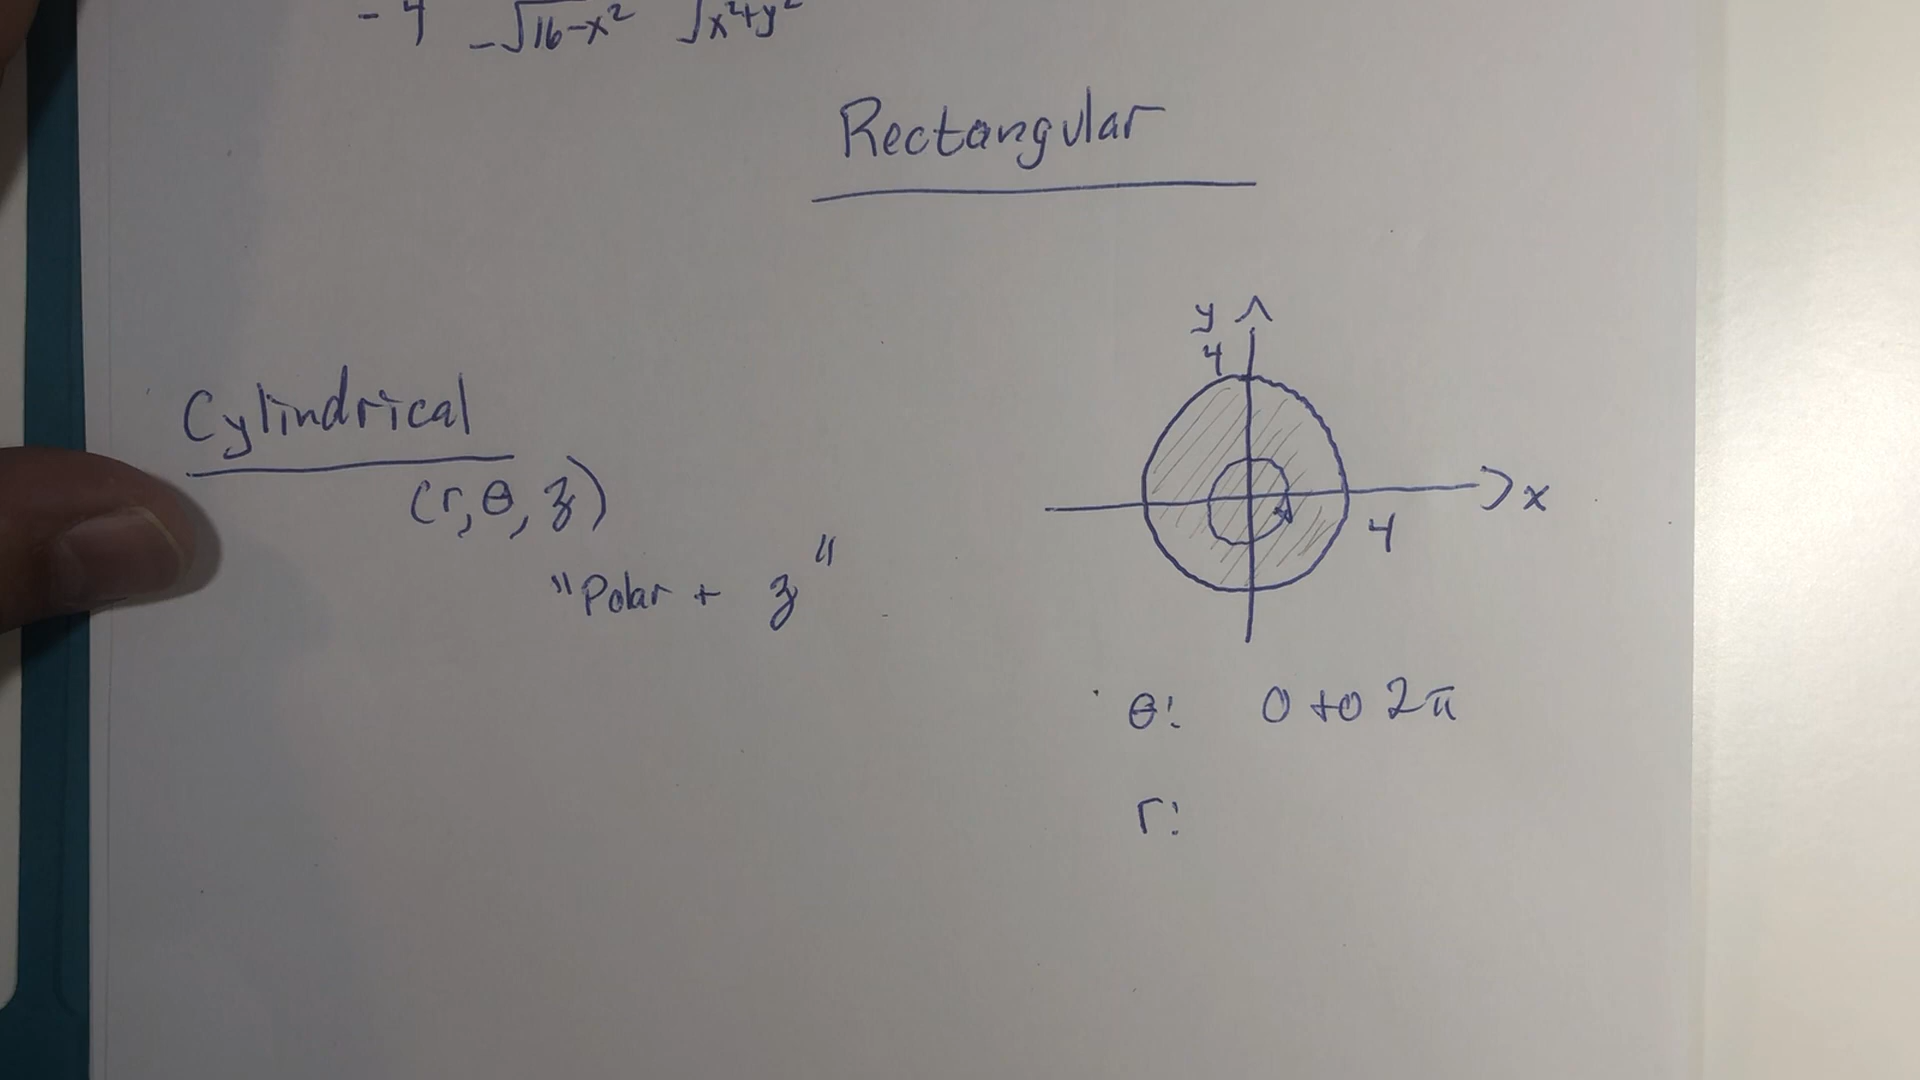 -4 -√16-x² √x²+y²
Rectangular
y
4
Cylindrical
(r, θ, z)
x
4
"Polar + z"
θ: 0 to 2π
r: